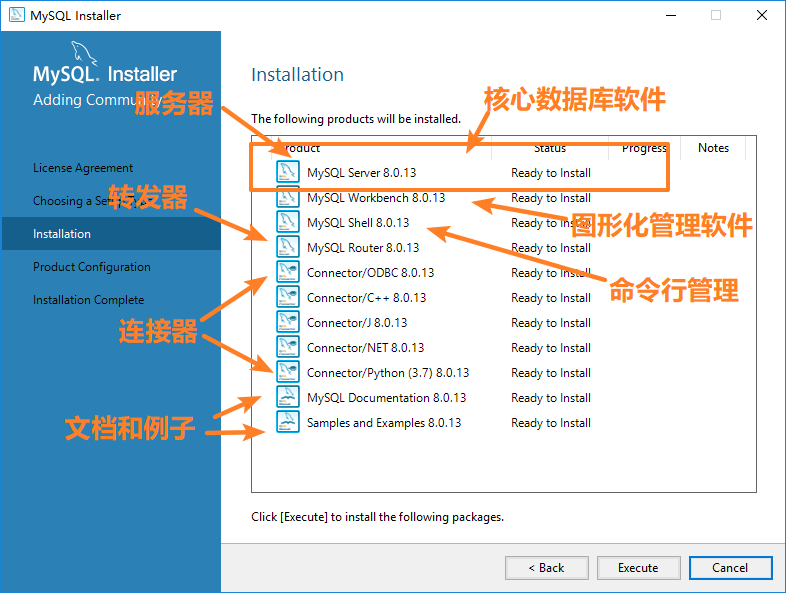 MySQL Installer
MySQL. Installer
Adding Community
服务器
License Agreement
Choosing a Se
转发器
Installation
Product Configuration
Installation Complete
连接器
文档和例子
Installation
核心数据库软件
The following products will be installed.
Product Status Progress Notes
MySQL Server 8.0.13 Ready to Install
MySQL Workbench 8.0.13 Ready to Install
图形化管理软件
MySQL Shell 8.0.13 Ready to Install
MySQL Router 8.0.13 Ready to Install
Connector/ODBC 8.0.13 Ready to Install
命令行管理
Connector/C++ 8.0.13 Ready to Install
Connector/J 8.0.13 Ready to Install
Connector/NET 8.0.13 Ready to Install
Connector/Python (3.7) 8.0.13 Ready to Install
MySQL Documentation 8.0.13 Ready to Install
Samples and Examples 8.0.13 Ready to Install
Click [Execute] to install the following packages.
< Back Execute Cancel